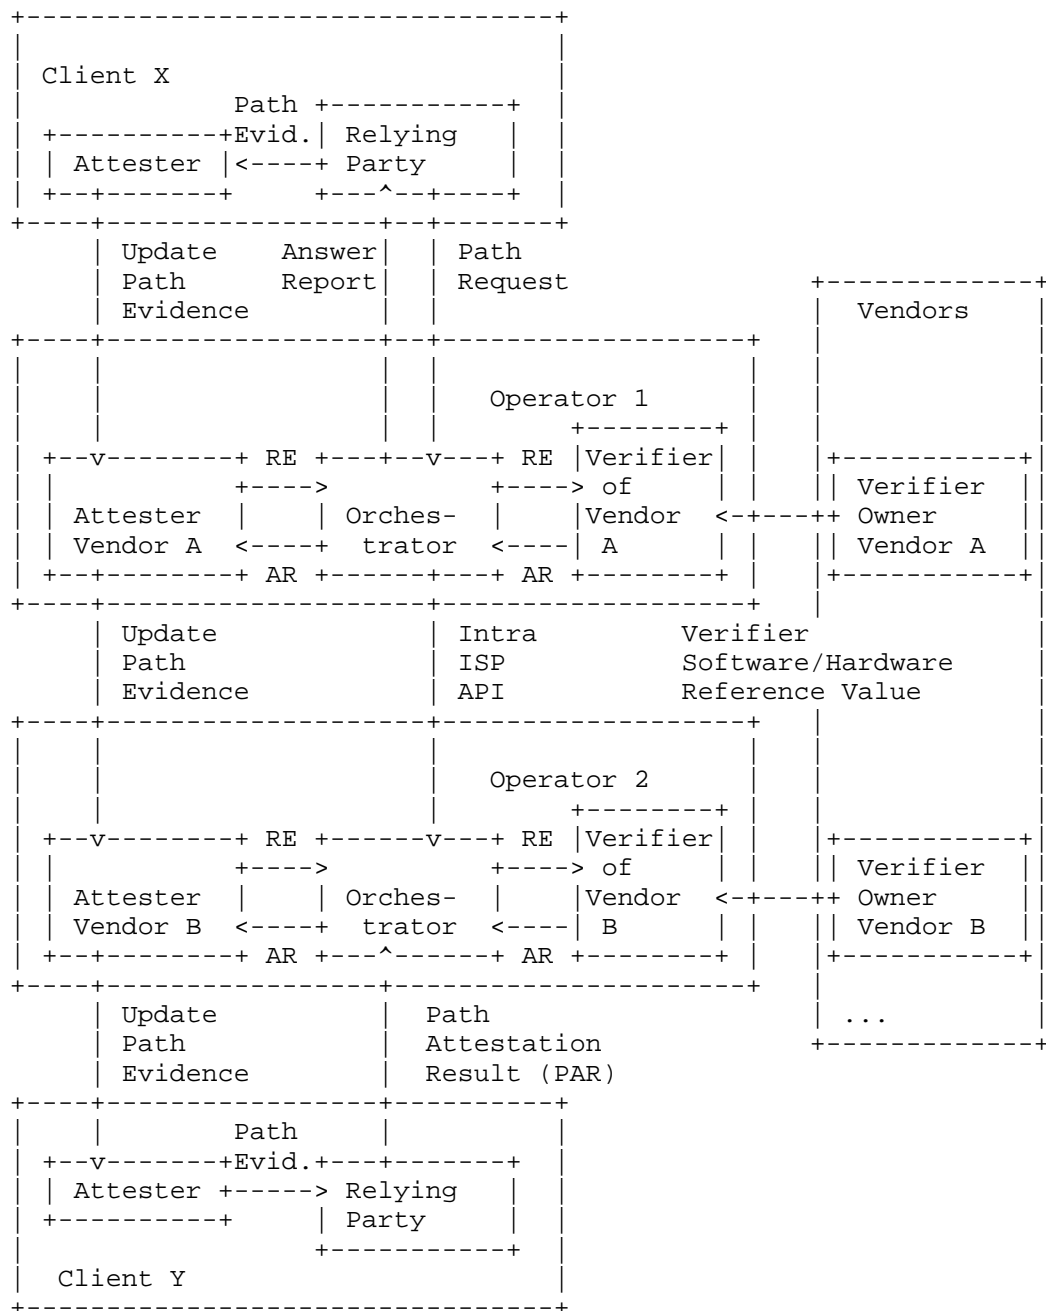 Client X
Path
Evid. Relying
Attester Party
Update Answer Path
Path Report Request
Evidence Vendors
Operator 1
RE RE Verifier
of Verifier
Attester Orches- Vendor Owner
Vendor A trator A Vendor A
AR AR
Update Intra Verifier
Path ISP Software/Hardware
Evidence API Reference Value
Operator 2
RE RE Verifier
of Verifier
Attester Orches- Vendor Owner
Vendor B trator B Vendor B
AR AR
Update Path ...
Path Attestation
Evidence Result (PAR)
Path
Evid.
Attester Relying
Party
Client Y